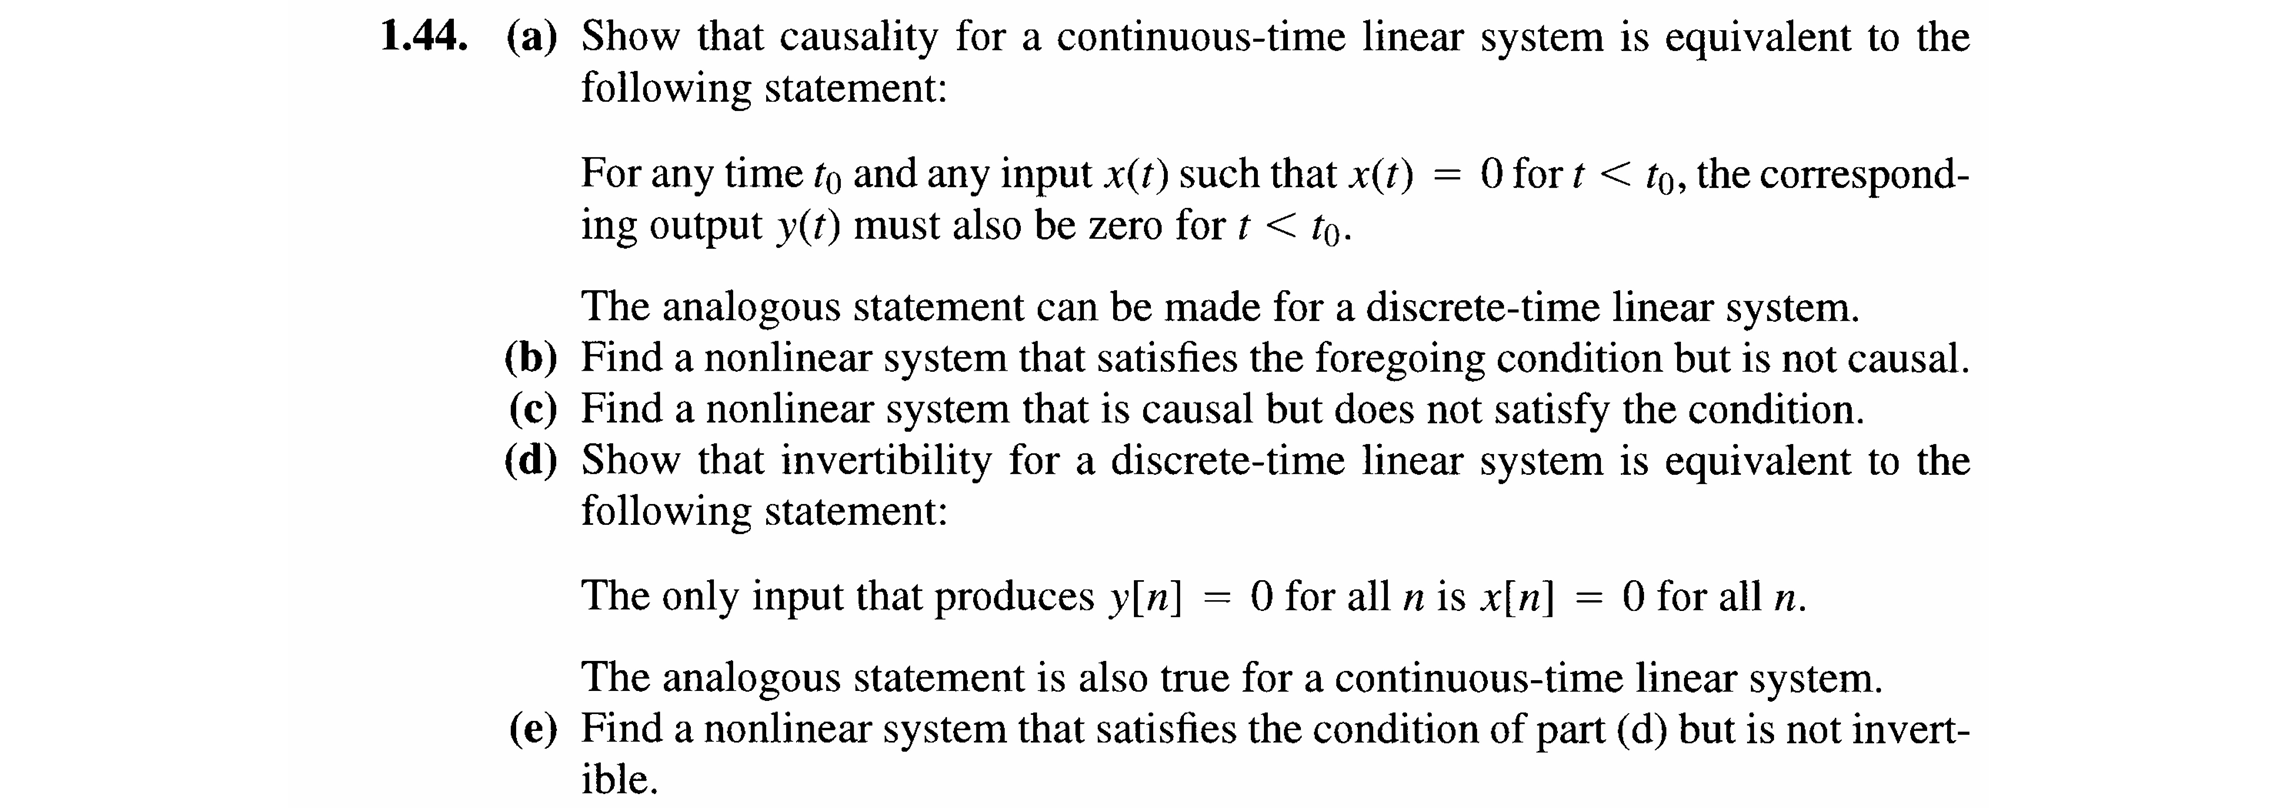 1.44. (a) Show that causality for a continuous-time linear system is equivalent to the
following statement:
For any time t₀ and any input x(t) such that x(t) = 0 for t < t₀, the correspond-
ing output y(t) must also be zero for t < t₀.
The analogous statement can be made for a discrete-time linear system.
(b) Find a nonlinear system that satisfies the foregoing condition but is not causal.
(c) Find a nonlinear system that is causal but does not satisfy the condition.
(d) Show that invertibility for a discrete-time linear system is equivalent to the
following statement:
The only input that produces y[n] = 0 for all n is x[n] = 0 for all n.
The analogous statement is also true for a continuous-time linear system.
(e) Find a nonlinear system that satisfies the condition of part (d) but is not invert-
ible.